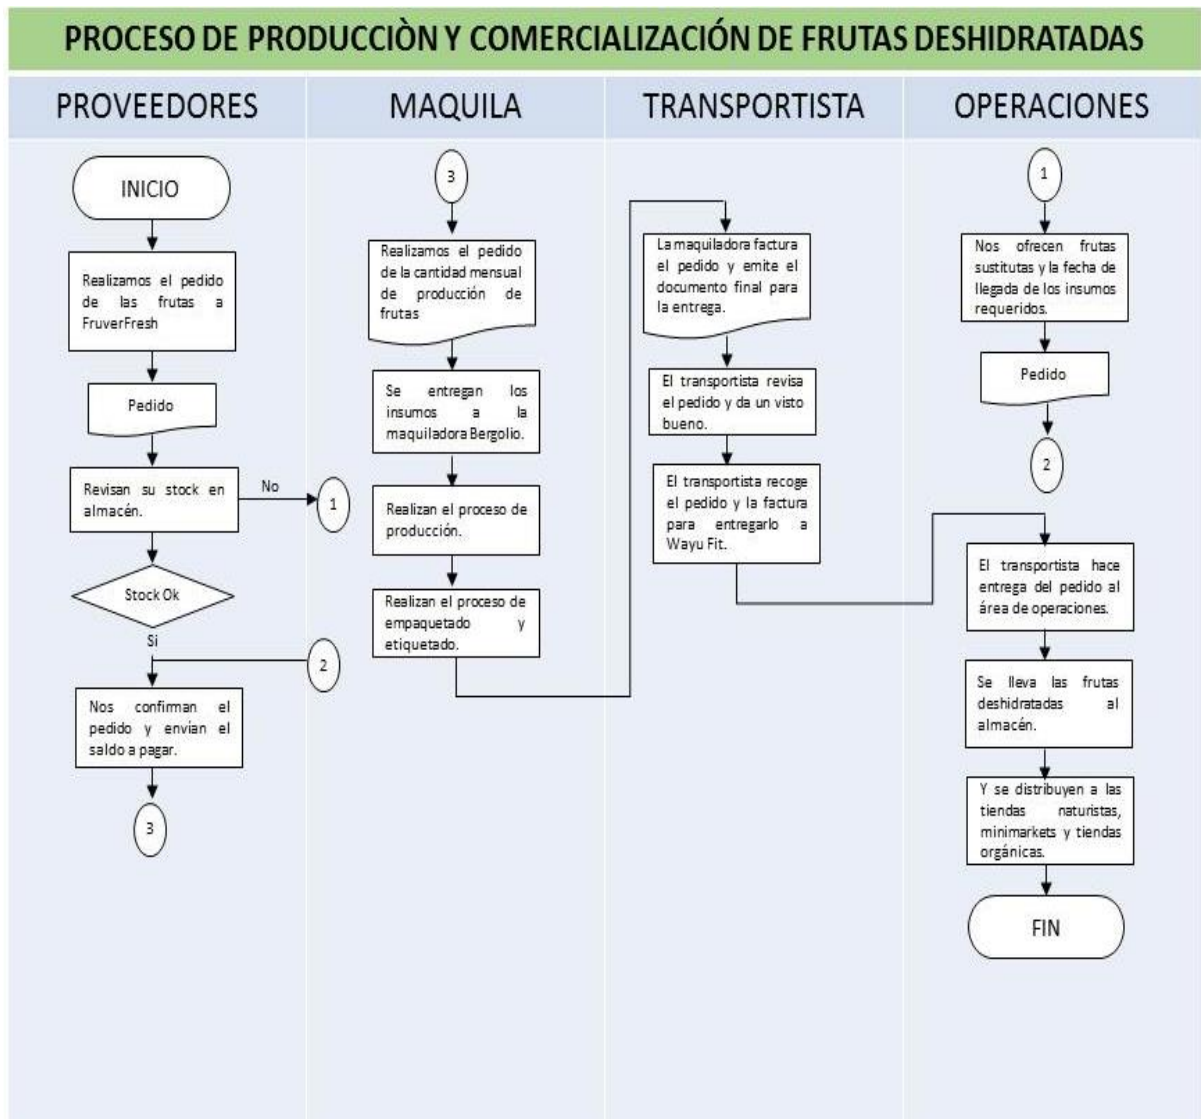 PROCESO DE PRODUCCIÒN Y COMERCIALIZACIÓN DE FRUTAS DESHIDRATADAS
PROVEEDORES
MAQUILA
TRANSPORTISTA
OPERACIONES
INICIO
Realizamos el pedido
de las frutas a
FruverFresh
Pedido
Revisan su stock en
almacén.
No
1
Stock Ok
Si
2
Nos confirman el
pedido y envían el
saldo a pagar.
3
3
Realizamos el pedido
de la cantidad mensual
de producción de
frutas
Se entregan los
insumos a la
maquiladora Bergolio.
Realizan el proceso de
producción.
Realizan el proceso de
empaquetado y
etiquetado.
La maquiladora factura
el pedido y emite el
documento final para
la entrega.
El transportista revisa
el pedido y da un visto
bueno.
El transportista recoge
el pedido y la factura
para entregarlo a
Wayu Fit.
1
Nos ofrecen frutas
sustitutas y la fecha de
llegada de los insumos
requeridos.
Pedido
2
El transportista hace
entrega del pedido al
área de operaciones.
Se lleva las frutas
deshidratadas al
almacén.
Y se distribuyen a las
tiendas naturistas,
minimarkets y tiendas
orgánicas.
FIN